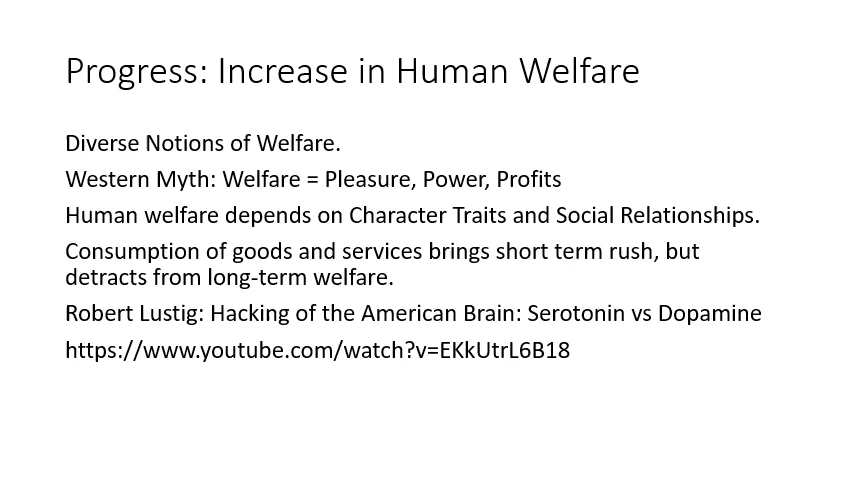 Progress: Increase in Human Welfare
Diverse Notions of Welfare.
Western Myth: Welfare = Pleasure, Power, Profits
Human welfare depends on Character Traits and Social Relationships.
Consumption of goods and services brings short term rush, but
detracts from long-term welfare.
Robert Lustig: Hacking of the American Brain: Serotonin vs Dopamine
https://www.youtube.com/watch?v=EKkUtrL6B18